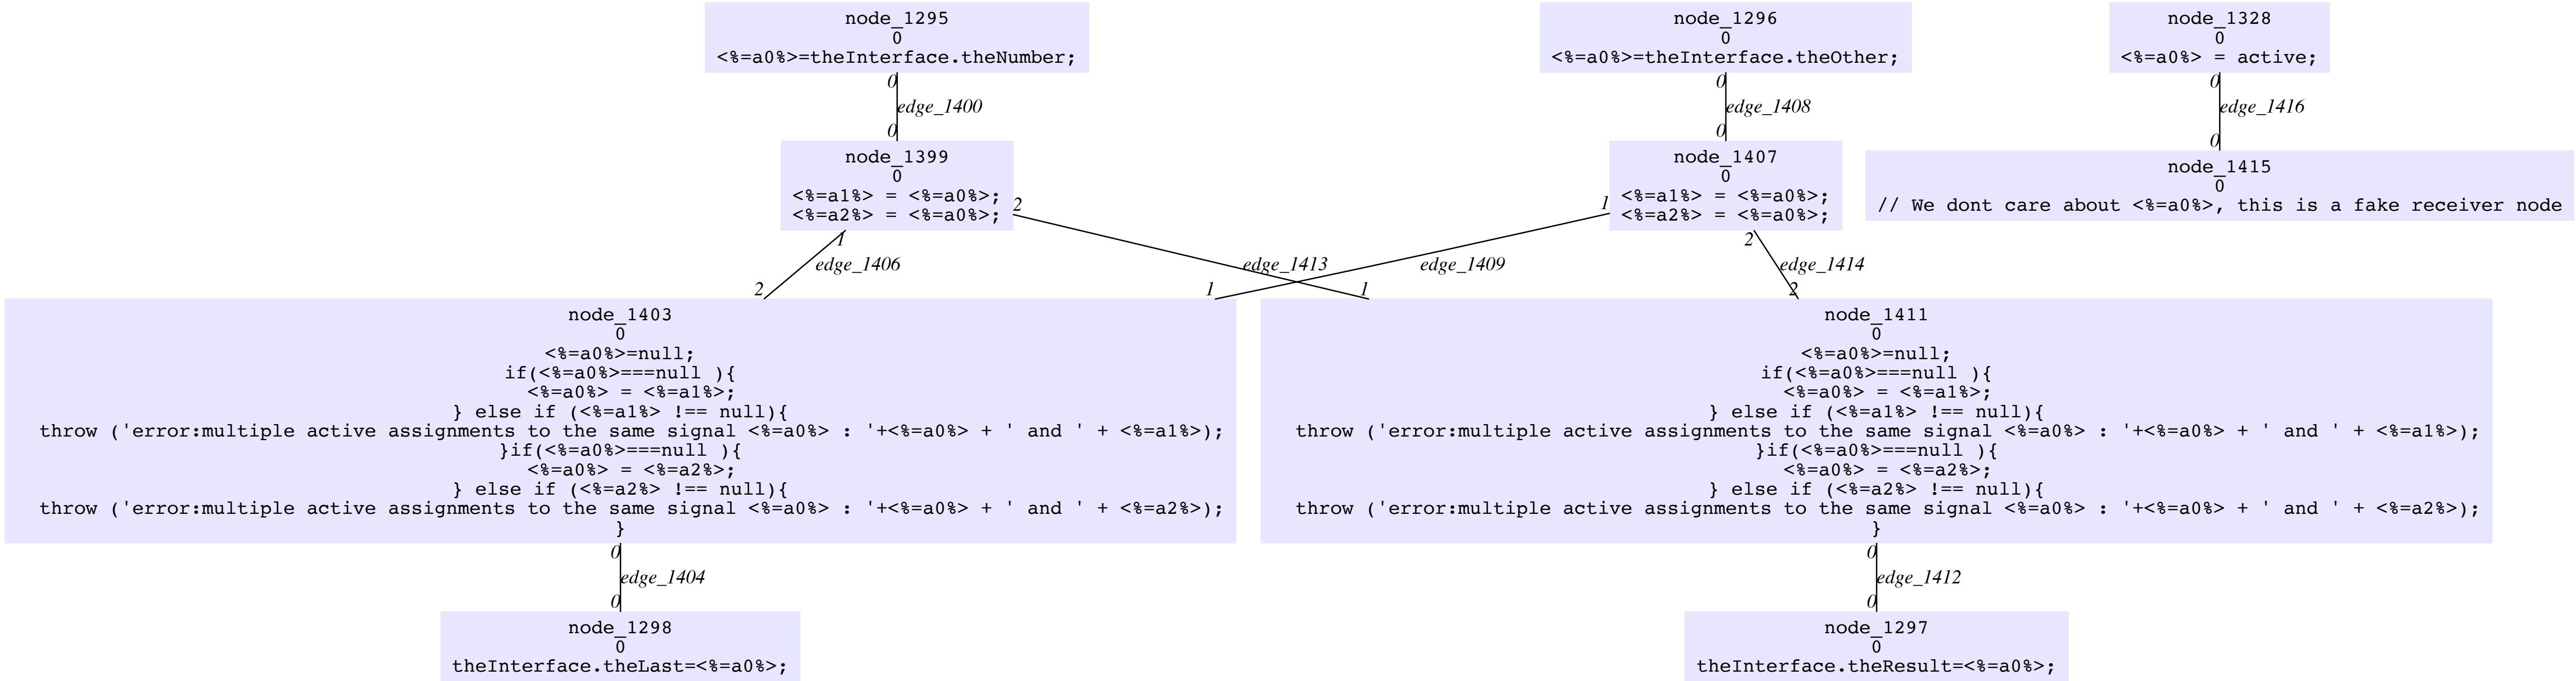 node_1295
0
<%=a0%>=theInterface.theNumber;
node_1296
0
<%=a0%>=theInterface.theOther;
node_1328
0
<%=a0%> = active;
0
edge_1400
0
0
edge_1408
0
0
edge_1416
0
node_1399
0
<%=a1%> = <%=a0%>;
<%=a2%> = <%=a0%>;
node_1407
0
<%=a1%> = <%=a0%>;
<%=a2%> = <%=a0%>;
node_1415
0
// We dont care about <%=a0%>, this is a fake receiver node
2
1
1
2
edge_1406
edge_1413
edge_1409
edge_1414
2
1
1
2
node_1403
0
<%=a0%>=null;
if(<%=a0%>===null ){
<%=a0%> = <%=a1%>;
} else if (<%=a1%> !== null){
throw ('error:multiple active assignments to the same signal <%=a0%> : '+<%=a0%> + ' and ' + <%=a1%>);
}if(<%=a0%>===null ){
<%=a0%> = <%=a2%>;
} else if (<%=a2%> !== null){
throw ('error:multiple active assignments to the same signal <%=a0%> : '+<%=a0%> + ' and ' + <%=a2%>);
}
node_1411
0
<%=a0%>=null;
if(<%=a0%>===null ){
<%=a0%> = <%=a1%>;
} else if (<%=a1%> !== null){
throw ('error:multiple active assignments to the same signal <%=a0%> : '+<%=a0%> + ' and ' + <%=a1%>);
}if(<%=a0%>===null ){
<%=a0%> = <%=a2%>;
} else if (<%=a2%> !== null){
throw ('error:multiple active assignments to the same signal <%=a0%> : '+<%=a0%> + ' and ' + <%=a2%>);
}
0
edge_1404
0
0
edge_1412
0
node_1298
0
theInterface.theLast=<%=a0%>;
node_1297
0
theInterface.theResult=<%=a0%>;